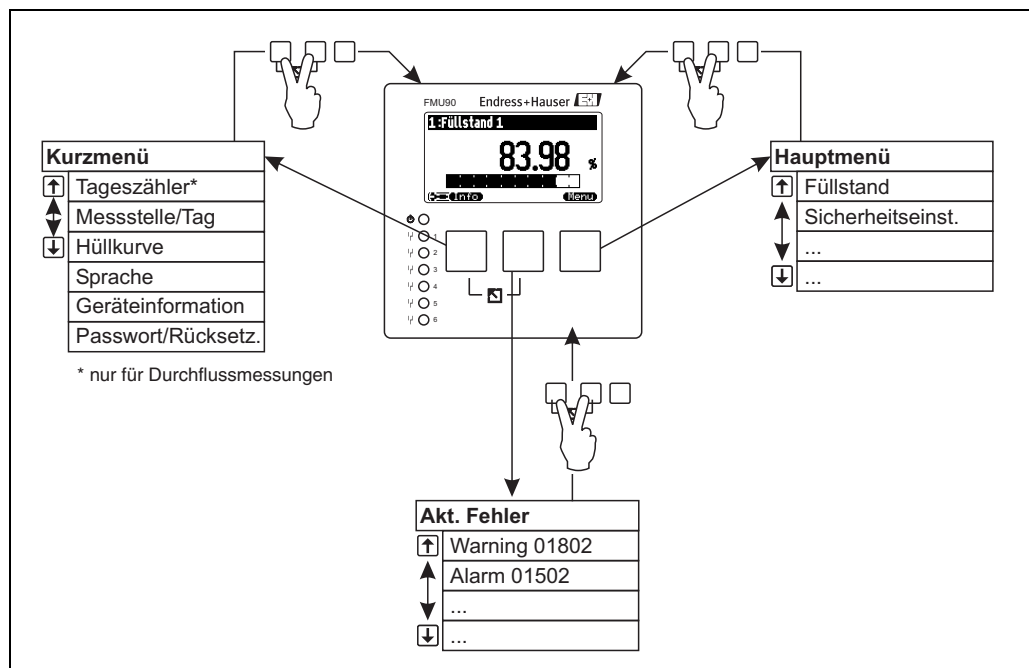 FMU90 Endress+Hauser EH
1:Füllstand 1
83.98 %
Info Menu
1
2
3
4
5
6
Kurzmenü
Tageszähler*
Messstelle/Tag
Hüllkurve
Sprache
Geräteinformation
Passwort/Rücksetz.
* nur für Durchflussmessungen
Hauptmenü
Füllstand
Sicherheitseinst.
...
...
Akt. Fehler
Warning 01802
Alarm 01502
...
...